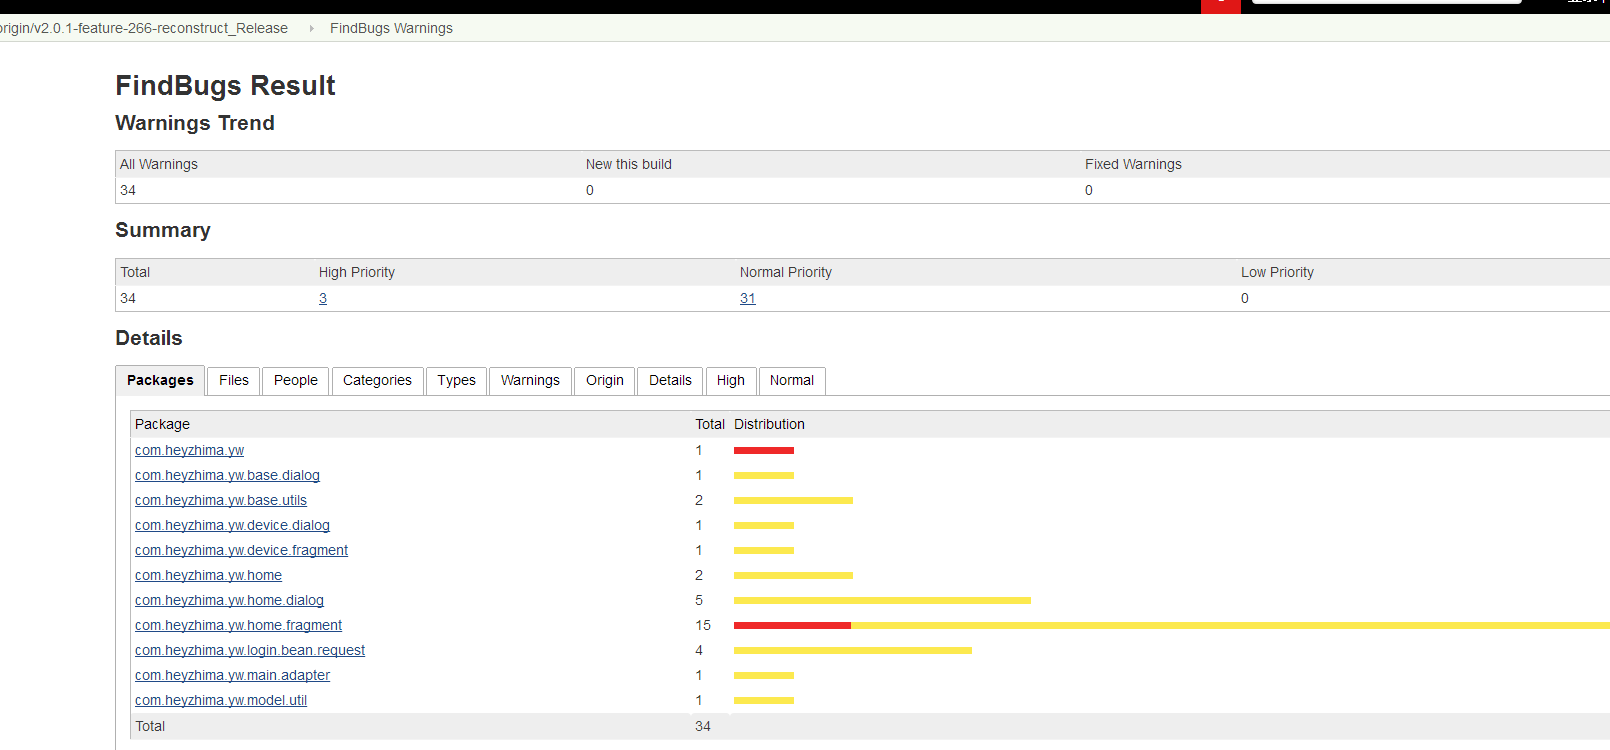 origin/v2.0.1-feature-266-reconstruct_Release FindBugs Warnings
FindBugs Result
Warnings Trend
All Warnings New this build Fixed Warnings
34 0 0
Summary
Total High Priority Normal Priority Low Priority
34 3 31 0
Details
Packages Files People Categories Types Warnings Origin Details High Normal
Package Total Distribution
com.heyzhima.yw 1
com.heyzhima.yw.base.dialog 1
com.heyzhima.yw.base.utils 2
com.heyzhima.yw.device.dialog 1
com.heyzhima.yw.device.fragment 1
com.heyzhima.yw.home 2
com.heyzhima.yw.home.dialog 5
com.heyzhima.yw.home.fragment 15
com.heyzhima.yw.login.bean.request 4
com.heyzhima.yw.main.adapter 1
com.heyzhima.yw.model.util 1
Total 34